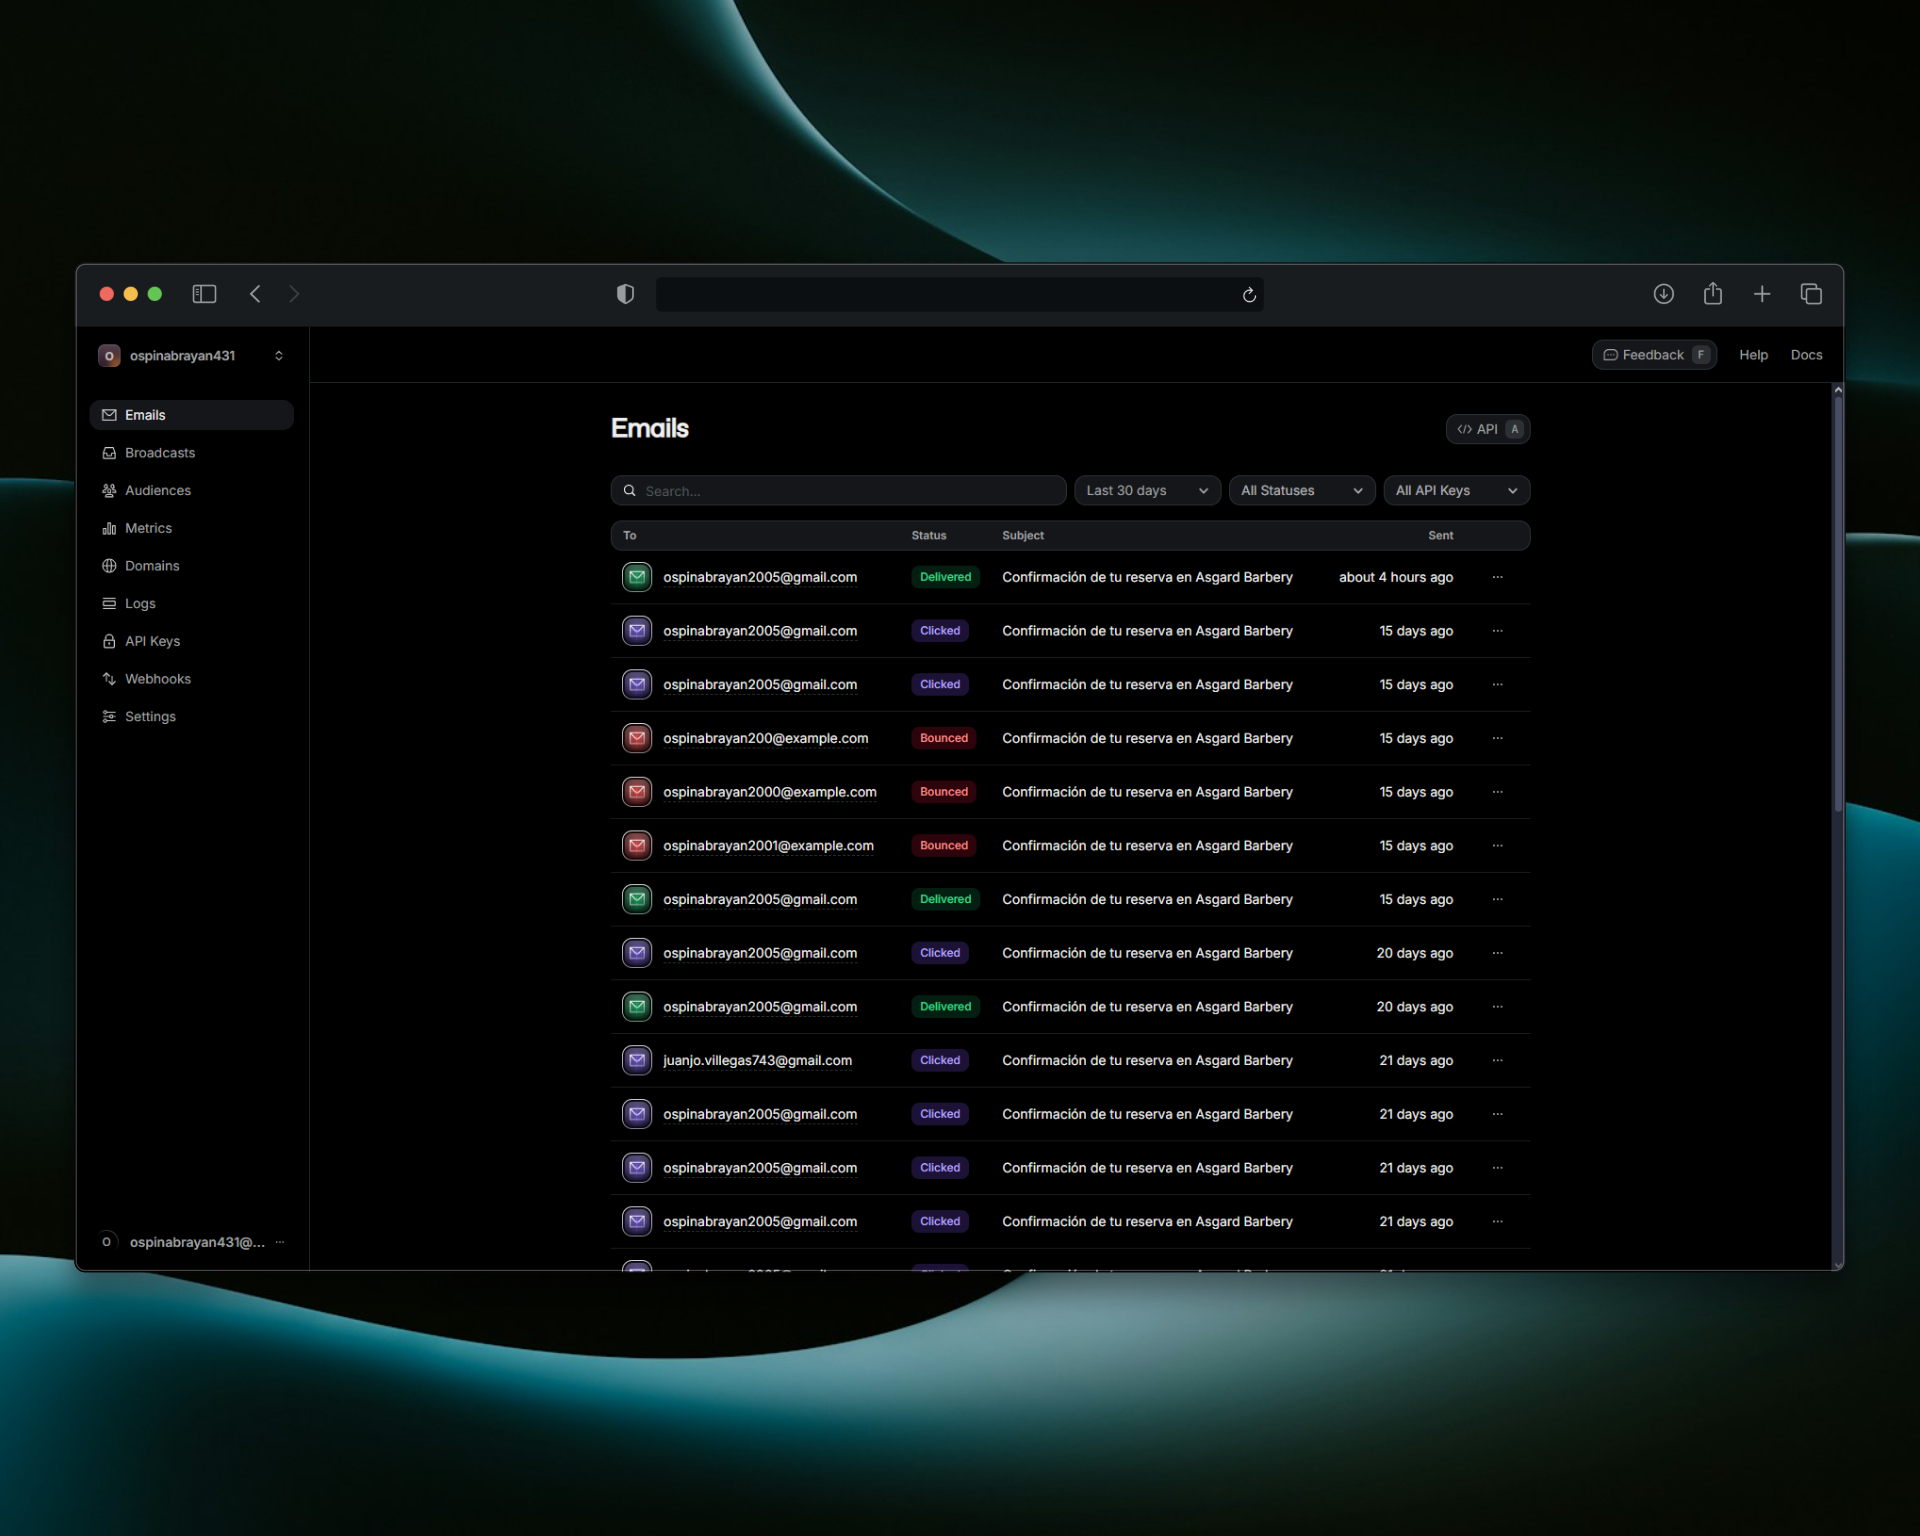 ospinabrayan431
Feedback F Help Docs
Emails
Broadcasts
Audiences
Metrics
Domains
Logs
API Keys
Webhooks
Settings
O ospinabrayan431@... ...
Emails
</> API A
Search... Last 30 days All Statuses All API Keys
To Status Subject Sent
ospinabrayan2005@gmail.com Delivered Confirmación de tu reserva en Asgard Barbery about 4 hours ago ...
ospinabrayan2005@gmail.com Clicked Confirmación de tu reserva en Asgard Barbery 15 days ago ...
ospinabrayan2005@gmail.com Clicked Confirmación de tu reserva en Asgard Barbery 15 days ago ...
ospinabrayan200@example.com Bounced Confirmación de tu reserva en Asgard Barbery 15 days ago ...
ospinabrayan2000@example.com Bounced Confirmación de tu reserva en Asgard Barbery 15 days ago ...
ospinabrayan2001@example.com Bounced Confirmación de tu reserva en Asgard Barbery 15 days ago ...
ospinabrayan2005@gmail.com Delivered Confirmación de tu reserva en Asgard Barbery 15 days ago ...
ospinabrayan2005@gmail.com Clicked Confirmación de tu reserva en Asgard Barbery 20 days ago ...
ospinabrayan2005@gmail.com Delivered Confirmación de tu reserva en Asgard Barbery 20 days ago ...
juanjo.villegas743@gmail.com Clicked Confirmación de tu reserva en Asgard Barbery 21 days ago ...
ospinabrayan2005@gmail.com Clicked Confirmación de tu reserva en Asgard Barbery 21 days ago ...
ospinabrayan2005@gmail.com Clicked Confirmación de tu reserva en Asgard Barbery 21 days ago ...
ospinabrayan2005@gmail.com Clicked Confirmación de tu reserva en Asgard Barbery 21 days ago ...